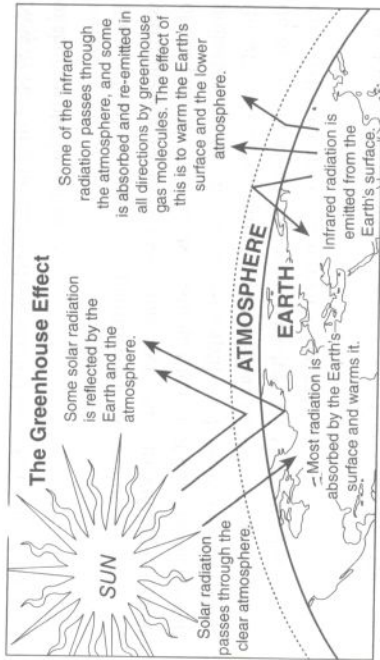 The Greenhouse Effect
SUN
Some solar radiation
is reflected by the
Earth and the
atmosphere.
Some of the infrared
radiation passes through
the atmosphere, and some
is absorbed and re-emitted in
all directions by greenhouse
gas molecules. The effect of
this is to warm the Earth's
surface and the lower
atmosphere.
Solar radiation
passes through the
clear atmosphere.
ATMOSPHERE
EARTH
Most radiation is
absorbed by the Earth's
surface and warms it.
Infrared radiation is
emitted from the
Earth's surface.